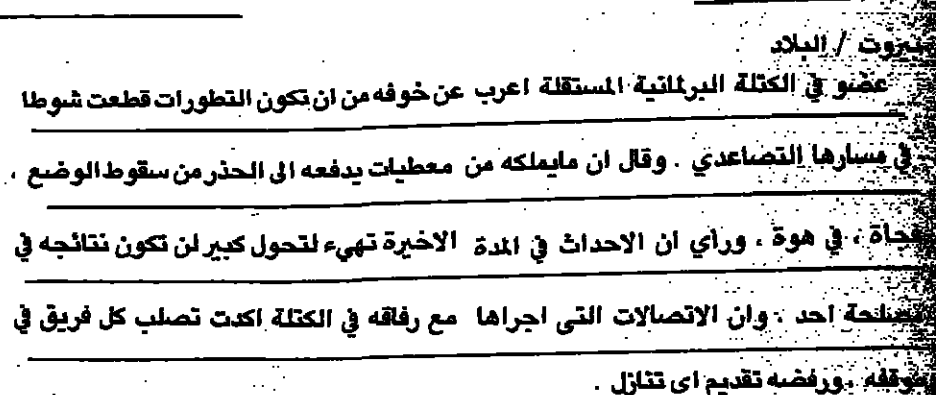 بيروت / البلاد
عضو في الكتلة البرلمانية المستقلة اعرب عن خوفه من ان تكون التطورات قطعت شوطا
في مسارها التصاعدي . وقال ان مايملكه من معطيات يدفعه الى الحذر من سقوط الوضع ،
فجاة ، في هوة ، وراي ان الاحداث في المدة الاخيرة تهيء لتحول كبير لن تكون نتائجه في
مصلحة احد ، وان الاتصالات التى اجراها مع رفاقه في الكتلة اكدت تصلب كل فريق في
موقفه ، ورفضه تقديم اى تنازل .